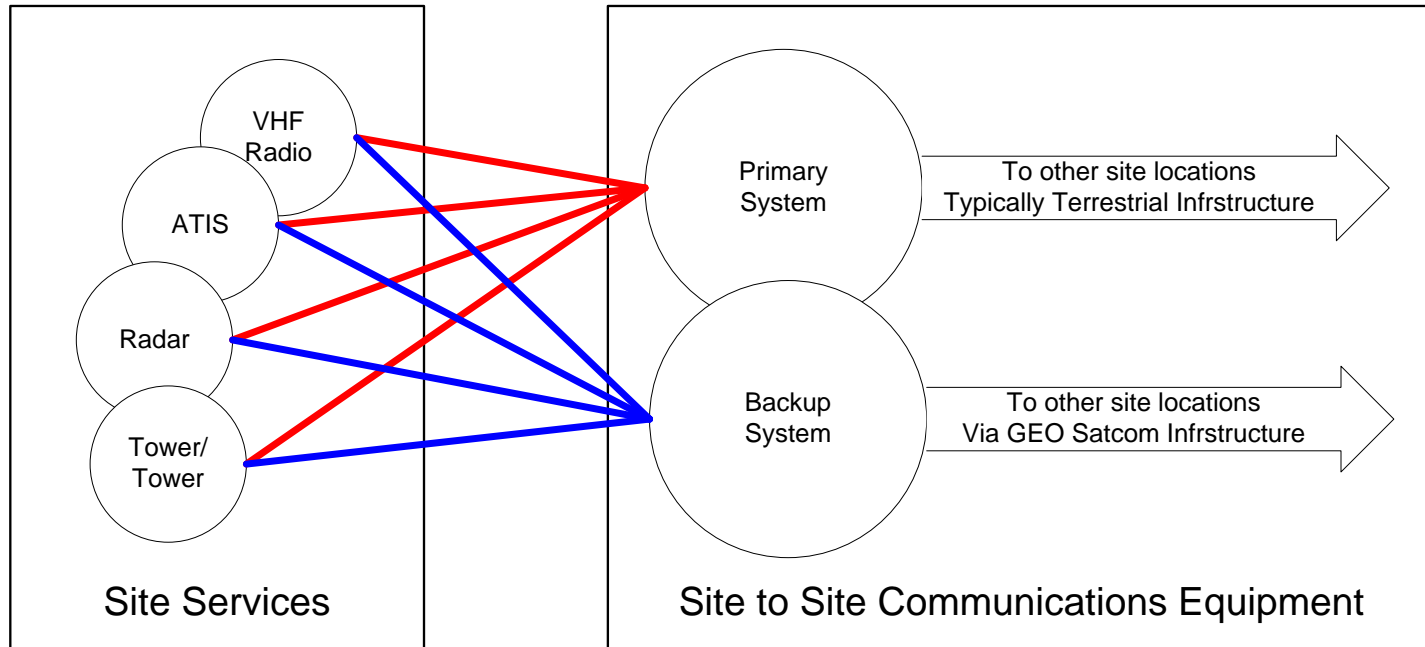 VHF
Radio
ATIS
Radar
Tower/
Tower
Site Services
Primary
System
To other site locations
Typically Terrestrial Infrstructure
Backup
System
To other site locations
Via GEO Satcom Infrstructure
Site to Site Communications Equipment